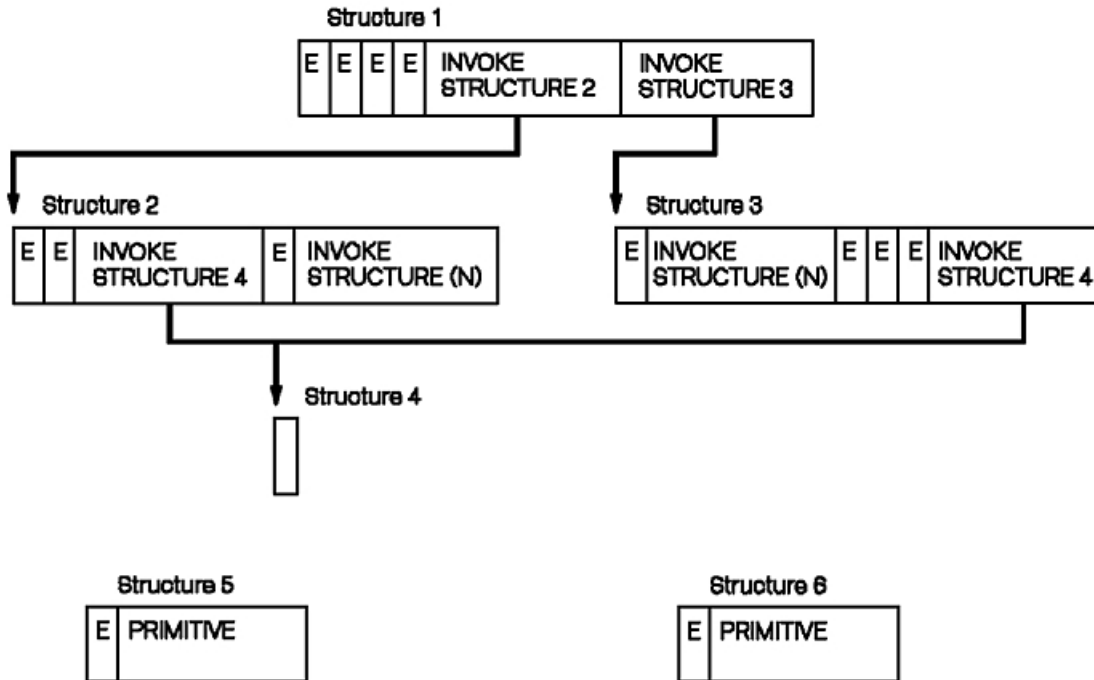 Structure 1
E E E E INVOKE INVOKE
STRUCTURE 2 STRUCTURE 3
Structure 2 Structure 3
E E INVOKE E INVOKE E INVOKE E E E INVOKE
STRUCTURE 4 STRUCTURE (N) STRUCTURE (N) STRUCTURE 4
Structure 4
Structure 5 Structure 6
E PRIMITIVE E PRIMITIVE